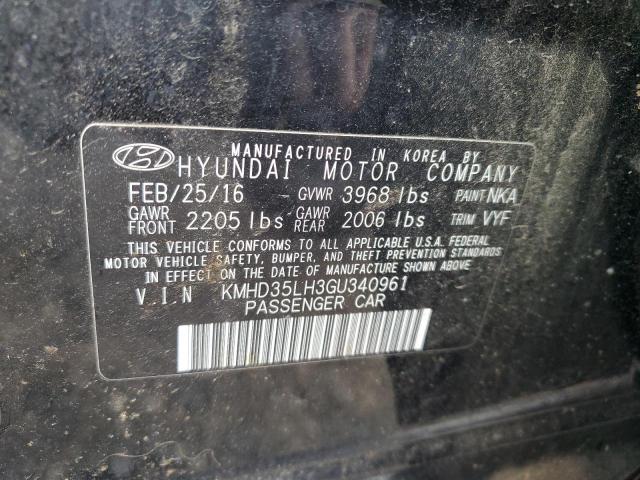 MANUFACTURED IN KOREA BY
HYUNDAI MOTOR COMPANY
FEB/25/16 GVWR 3968 lbs PAINT NKA
GAWR FRONT 2205 lbs GAWR REAR 2006 lbs TRIM VYF
THIS VEHICLE CONFORMS TO ALL APPLICABLE U.S.A. FEDERAL
MOTOR VEHICLE SAFETY, BUMPER, AND THEFT PREVENTION STANDARDS
IN EFFECT ON THE DATE OF MANUFACTURE SHOWN ABOVE.
V I N KMHD35LH3GU340961
PASSENGER CAR